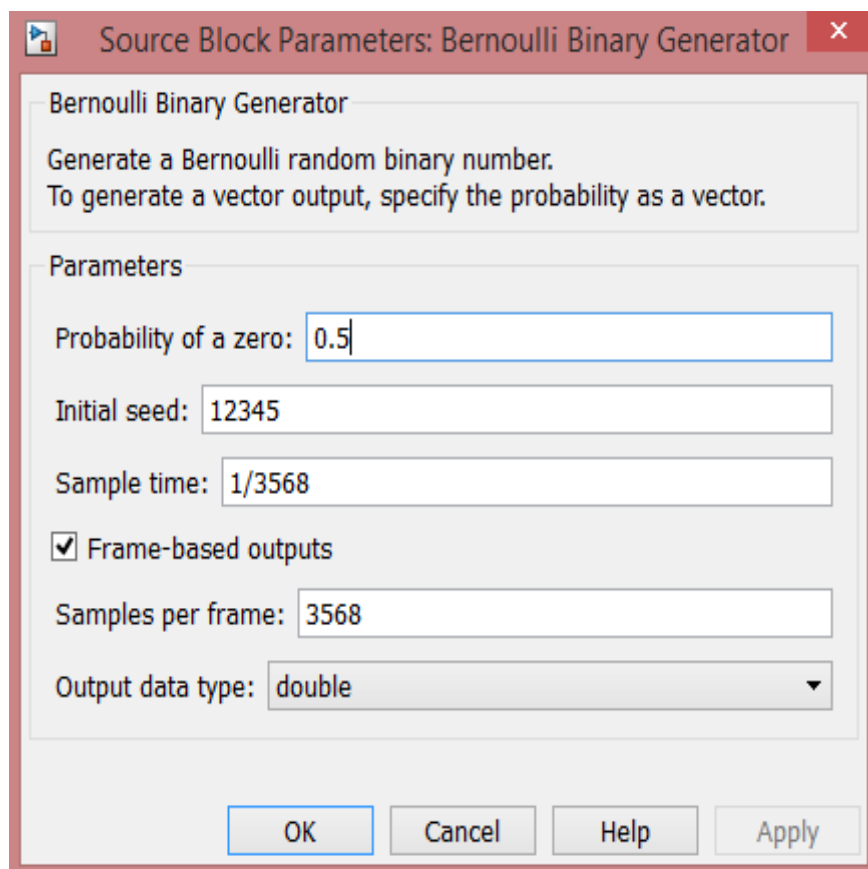 Source Block Parameters: Bernoulli Binary Generator
Bernoulli Binary Generator
Generate a Bernoulli random binary number.
To generate a vector output, specify the probability as a vector.
Parameters
Probability of a zero: 0.5
Initial seed: 12345
Sample time: 1/3568
Frame-based outputs
Samples per frame: 3568
Output data type: double
OK Cancel Help Apply